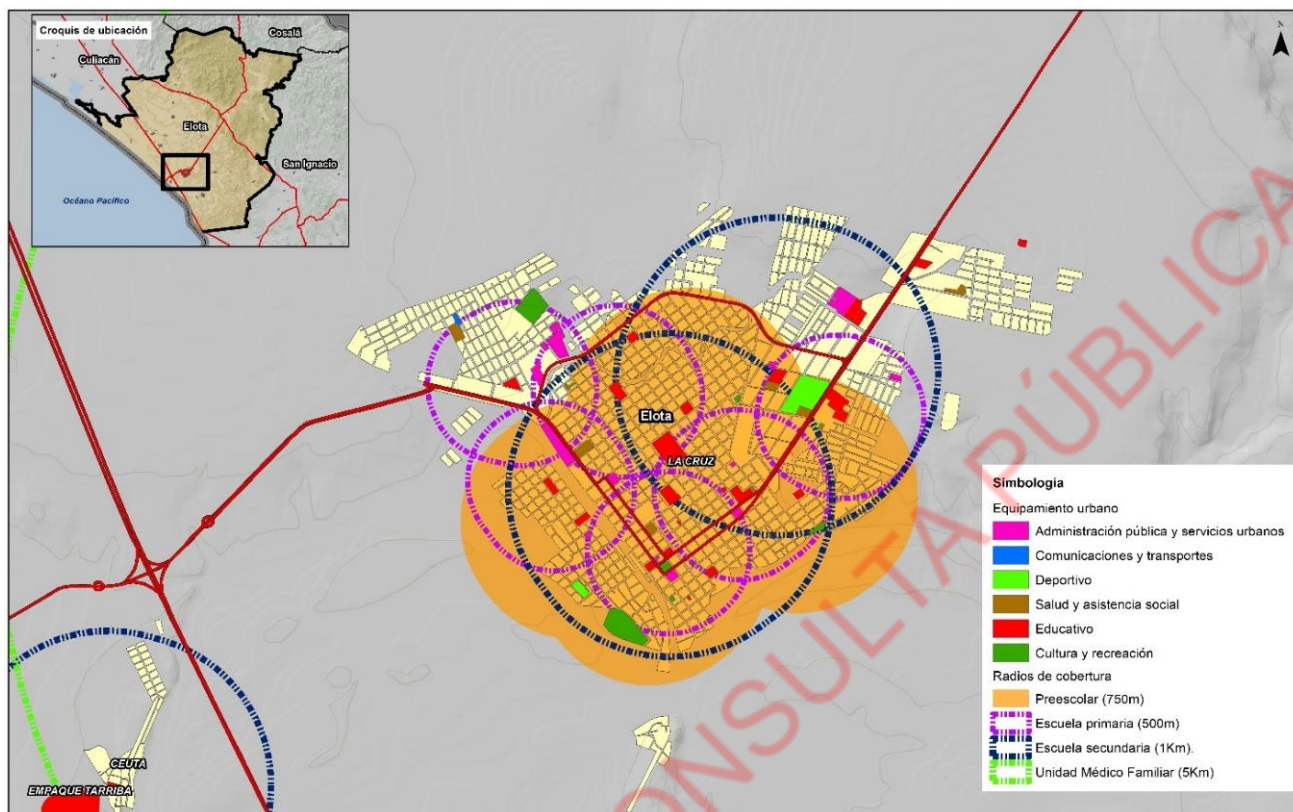 Croquis de ubicación
Cosalá
Culiacán
Elota
San Ignacio
Océano Pacífico
N
Elota
LA CRUZ
CEUTA
EMPAQUE TARRIBA
CONSULTA PÚBLICA
Simbología
Equipamiento urbano
Administración pública y servicios urbanos
Comunicaciones y transportes
Deportivo
Salud y asistencia social
Educativo
Cultura y recreación
Radios de cobertura
Preescolar (750m)
Escuela primaria (500m)
Escuela secundaria (1Km).
Unidad Médico Familiar (5Km)